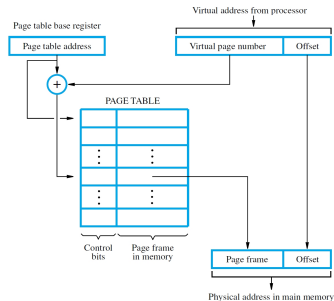 Virtual address from processor
Page table base register
Page table address
Virtual page number
Offset
+
PAGE TABLE
Control
bits
Page frame
in memory
Page frame
Offset
Physical address in main memory